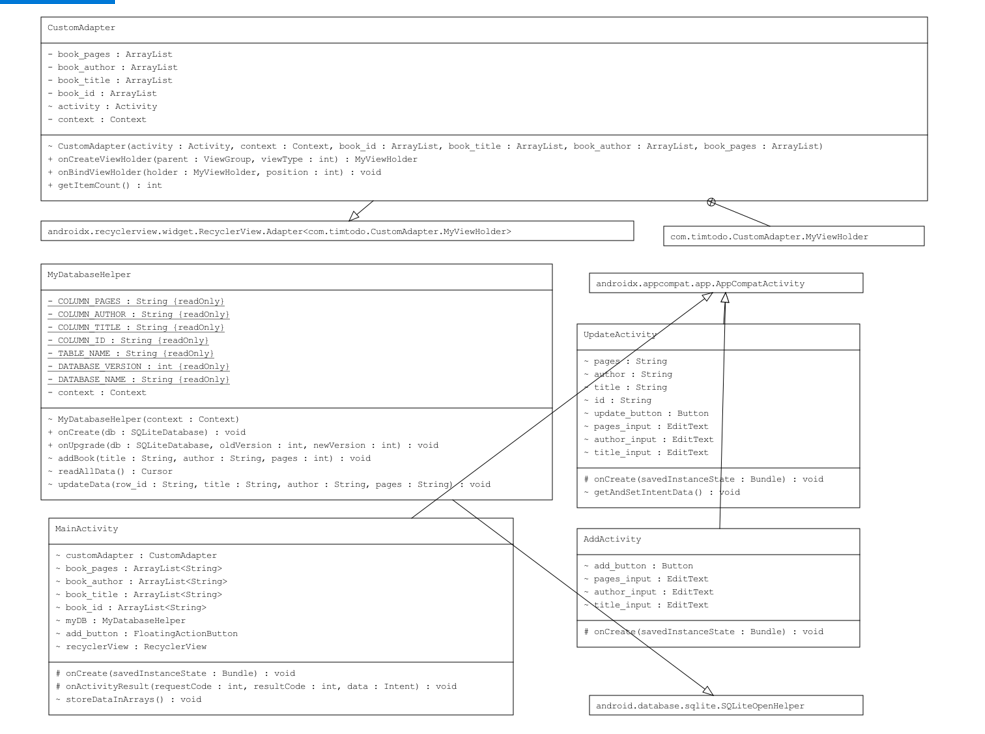 CustomAdapter
- book_pages : ArrayList
- book_author : ArrayList
- book_title : ArrayList
- book_id : ArrayList
~ activity : Activity
- context : Context
~ CustomAdapter(activity : Activity, context : Context, book_id : ArrayList, book_title : ArrayList, book_author : ArrayList, book_pages : ArrayList)
+ onCreateViewHolder(parent : ViewGroup, viewType : int) : MyViewHolder
+ onBindViewHolder(holder : MyViewHolder, position : int) : void
+ getItemCount() : int
androidx.recyclerview.widget.RecyclerView.Adapter<com.timtodo.CustomAdapter.MyViewHolder>
com.timtodo.CustomAdapter.MyViewHolder
MyDatabaseHelper
- COLUMN_PAGES : String {readOnly}
- COLUMN_AUTHOR : String {readOnly}
- COLUMN_TITLE : String {readOnly}
- COLUMN_ID : String {readOnly}
- TABLE_NAME : String {readOnly}
- DATABASE_VERSION : int {readOnly}
- DATABASE_NAME : String {readOnly}
~ context : Context
~ MyDatabaseHelper(context : Context)
+ onCreate(db : SQLiteDatabase) : void
+ onUpgrade(db : SQLiteDatabase, oldVersion : int, newVersion : int) : void
~ addBook(title : String, author : String, pages : int) : void
~ readAllData() : Cursor
~ updateData(row_id : String, title : String, author : String, pages : String) : void
androidx.appcompat.app.AppCompatActivity
UpdateActivity
~ pages : String
~ author : String
~ title : String
~ id : String
~ update_button : Button
~ pages_input : EditText
~ author_input : EditText
~ title_input : EditText
# onCreate(savedInstanceState : Bundle) : void
~ getAndSetIntentData() : void
MainActivity
~ customAdapter : CustomAdapter
~ book_pages : ArrayList<String>
~ book_author : ArrayList<String>
~ book_title : ArrayList<String>
~ book_id : ArrayList<String>
~ myDB : MyDatabaseHelper
~ add_button : FloatingActionButton
~ recyclerView : RecyclerView
# onCreate(savedInstanceState : Bundle) : void
# onActivityResult(requestCode : int, resultCode : int, data : Intent) : void
~ storeDataInArrays() : void
AddActivity
~ add_button : Button
~ pages_input : EditText
~ author_input : EditText
~ title_input : EditText
# onCreate(savedInstanceState : Bundle) : void
android.database.sqlite.SQLiteOpenHelper